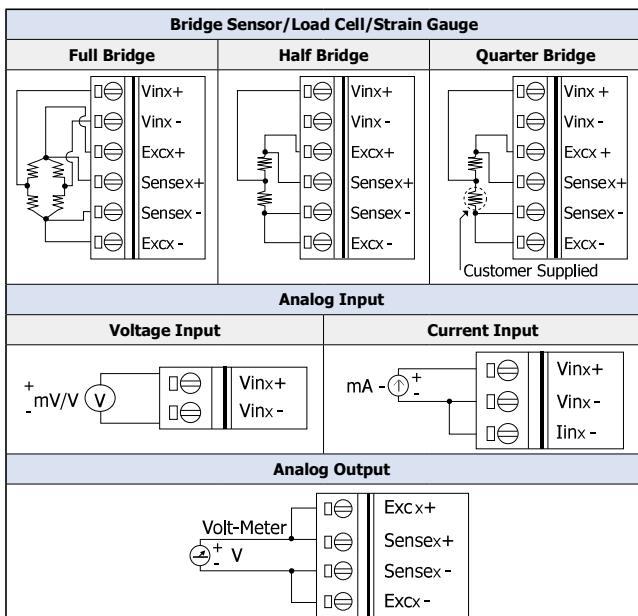 Bridge Sensor/Load Cell/Strain Gauge
Full Bridge
Half Bridge
Quarter Bridge
Vinx+
Vinx -
Excx+
Sensex+
Sensex -
Excx -
Vinx+
Vinx -
Excx+
Sensex+
Sensex -
Excx -
Vinx +
Vinx -
Excx +
Sensex+
Sensex -
Excx -
Customer Supplied
Analog Input
Voltage Input
Current Input
+
- mV/V
V
Vinx+
Vinx -
mA -
+
-
Vinx+
Vinx -
Iinx -
Analog Output
Volt-Meter
+
- V
Excx+
Sensex+
Sensex -
Excx -